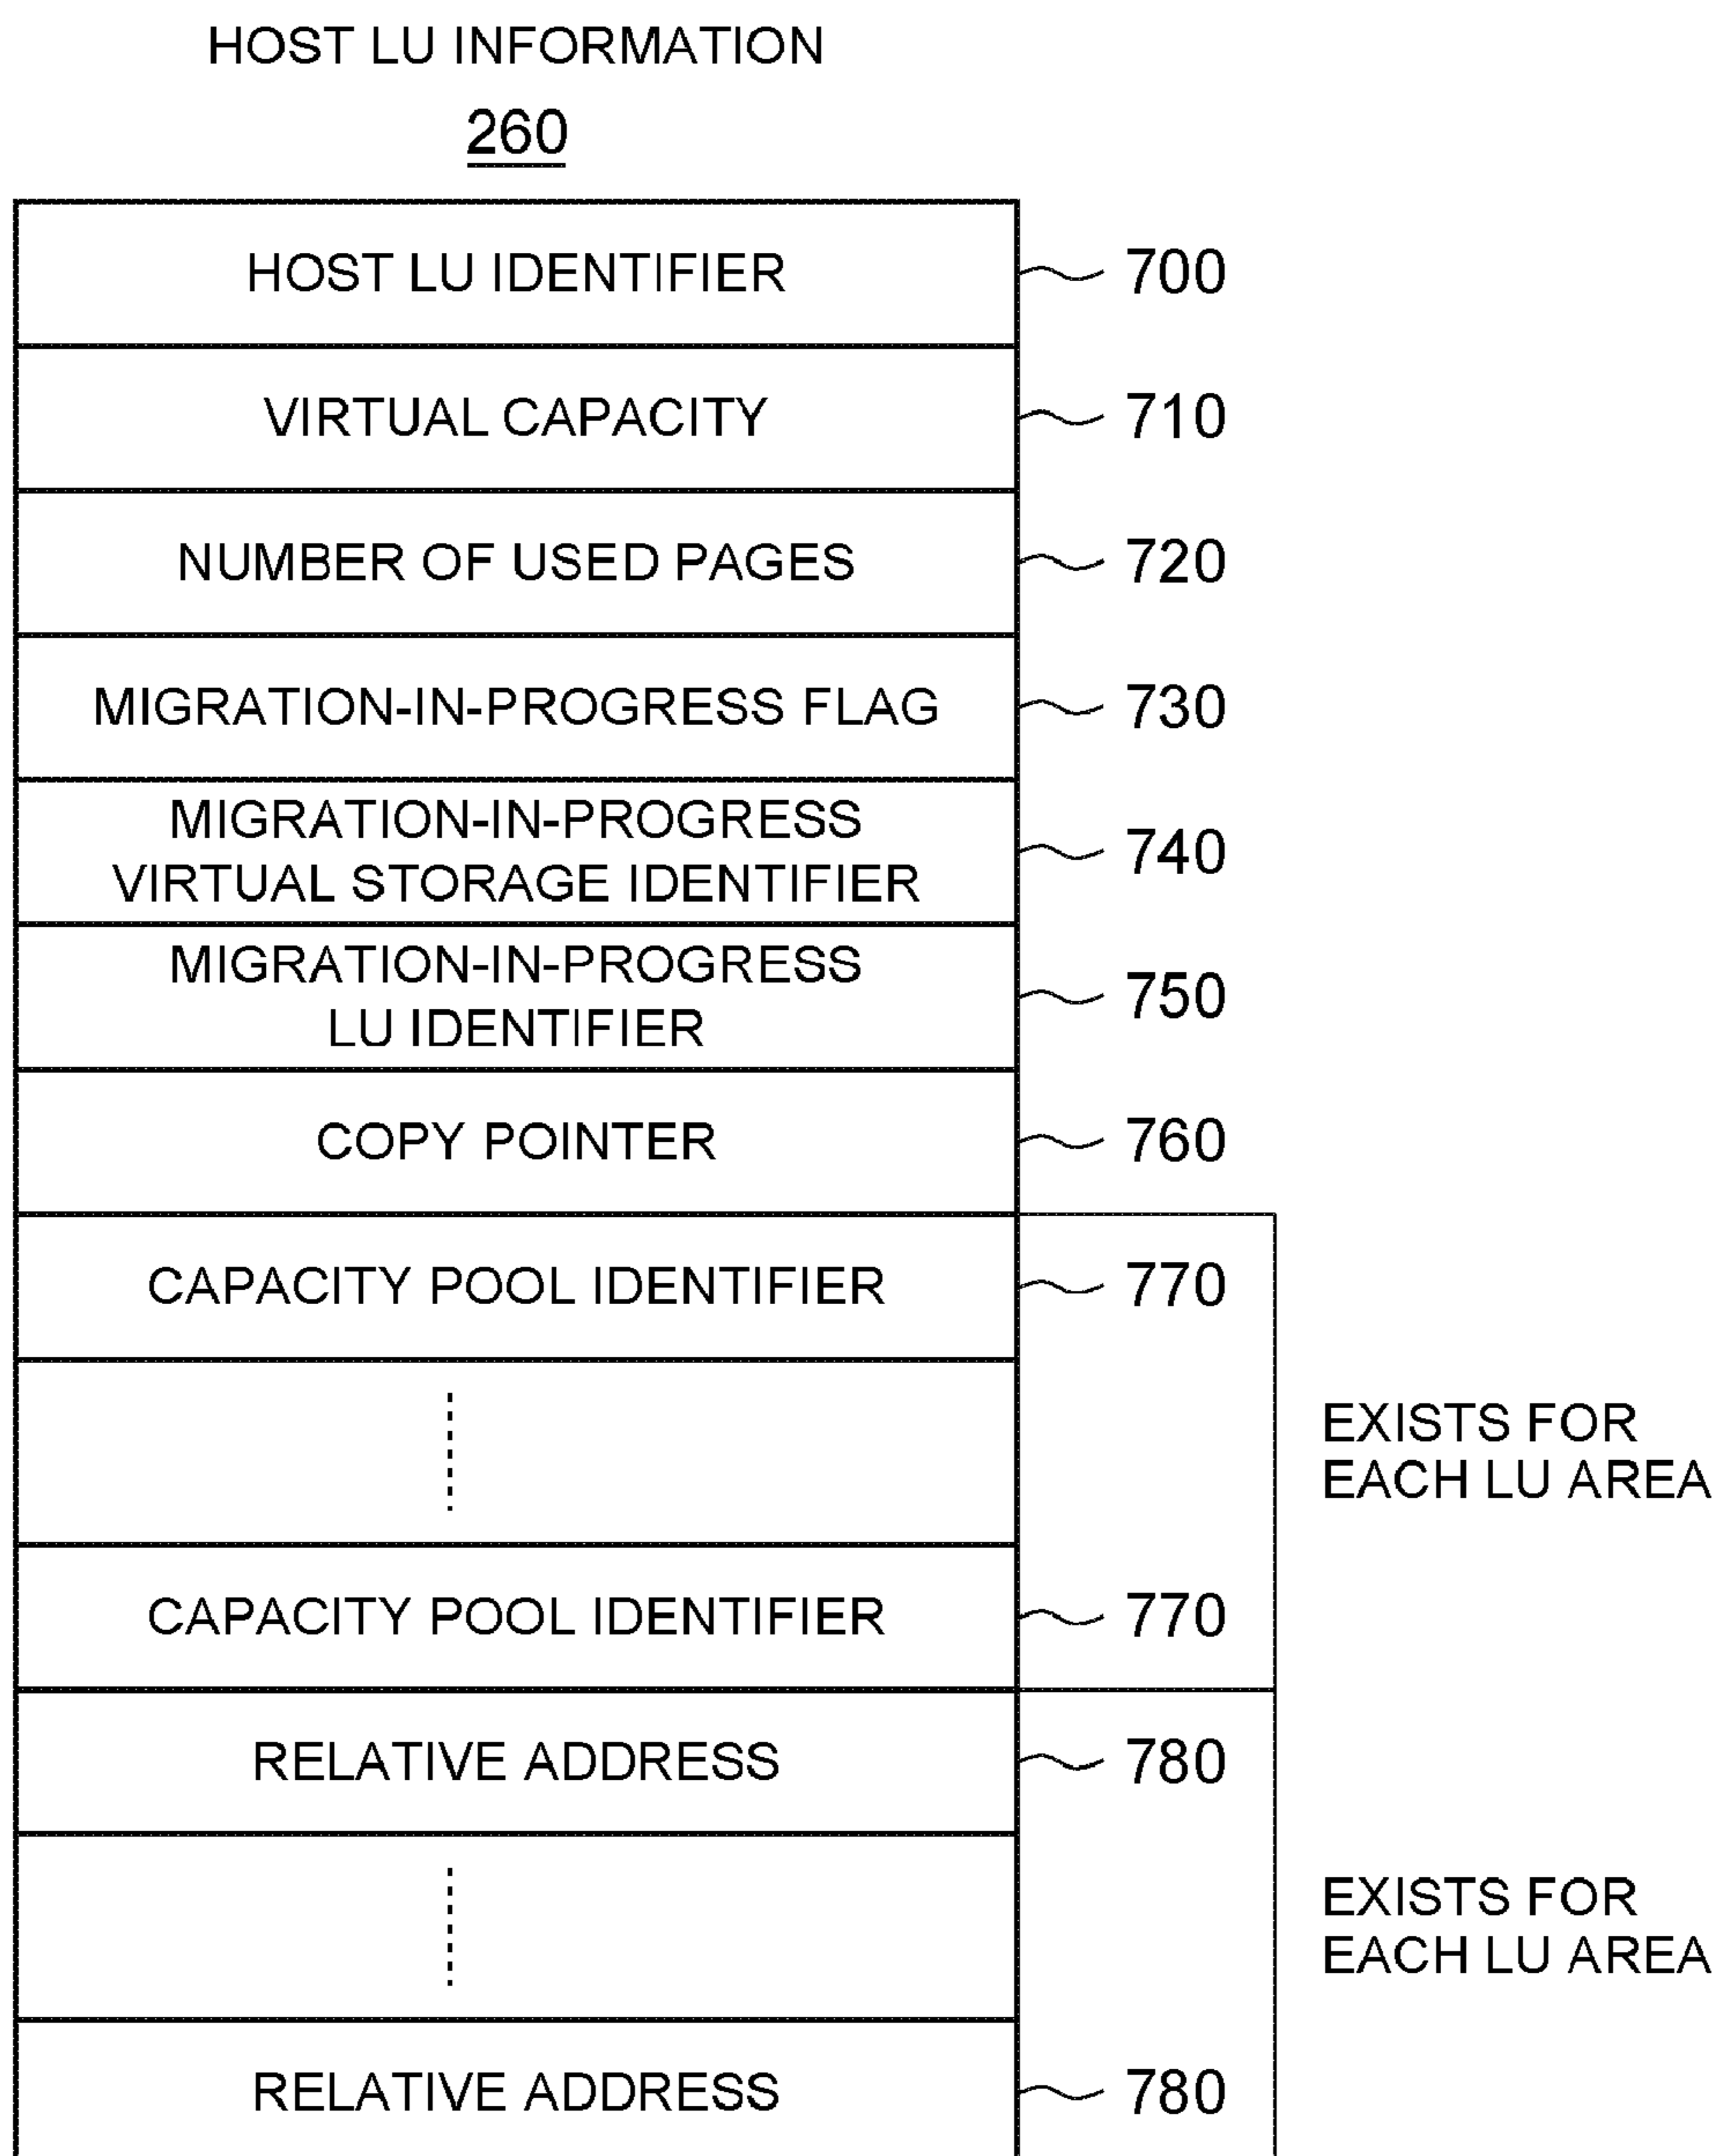 HOST LU INFORMATION
260
HOST LU IDENTIFIER 700
VIRTUAL CAPACITY 710
NUMBER OF USED PAGES 720
MIGRATION-IN-PROGRESS FLAG 730
MIGRATION-IN-PROGRESS
VIRTUAL STORAGE IDENTIFIER 740
MIGRATION-IN-PROGRESS
LU IDENTIFIER 750
COPY POINTER 760
CAPACITY POOL IDENTIFIER 770
EXISTS FOR
EACH LU AREA
CAPACITY POOL IDENTIFIER 770
RELATIVE ADDRESS 780
EXISTS FOR
EACH LU AREA
RELATIVE ADDRESS 780